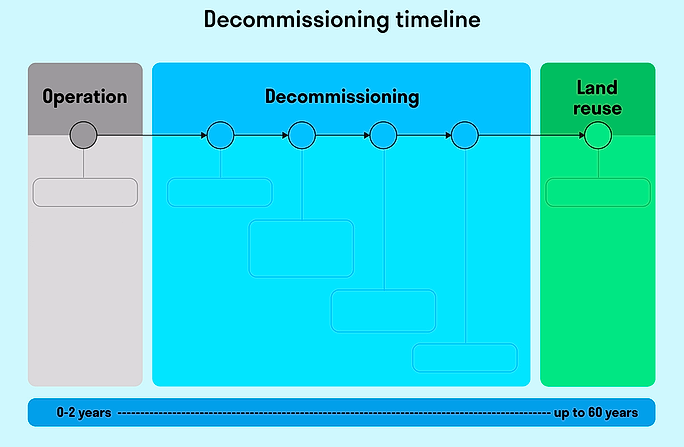 Decommissioning timeline
Operation
Decommissioning
Land
reuse
0-2 years
up to 60 years